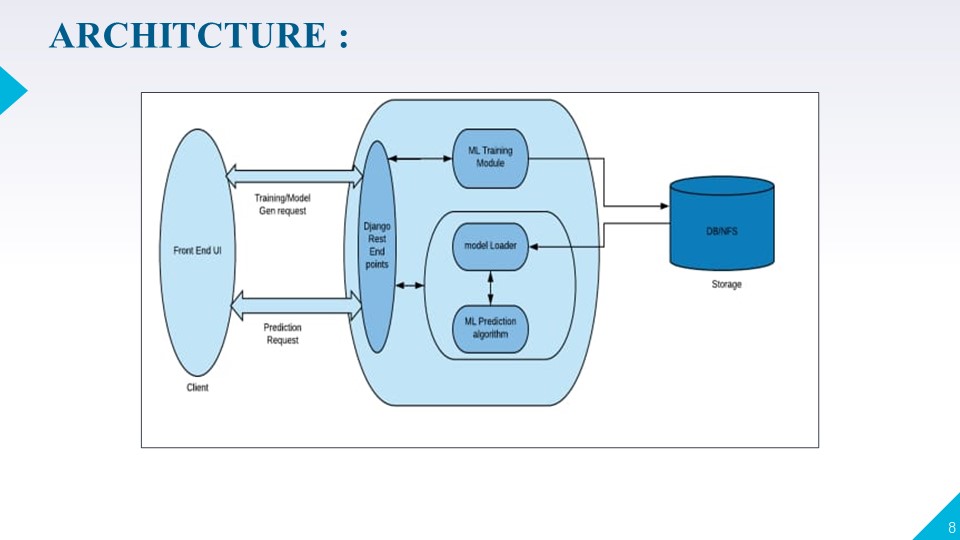 ARCHITCTURE :
ML Training
Module
Training/Model
Gen request
Django
Rest
End
points
Front End UI
model Loader
DB/NFS
Storage
Prediction
Request
ML Prediction
algorithm
Client
8